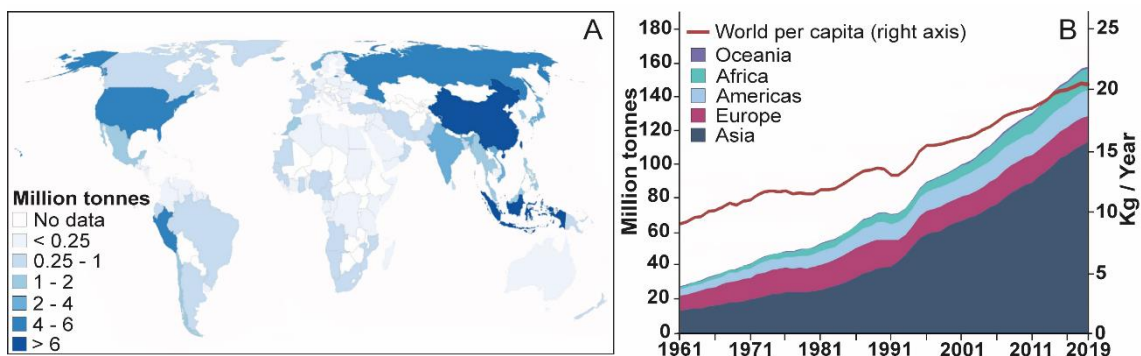 A
Million tonnes
No data
< 0.25
0.25 - 1
1 - 2
2 - 4
4 - 6
> 6
B
World per capita (right axis)
Oceania
Africa
Americas
Europe
Asia
Million tonnes
180
160
140
120
100
80
60
40
20
0
1961 1971 1981 1991 2001 2011 2019
25
20
15
10
5
0
Kg / Year